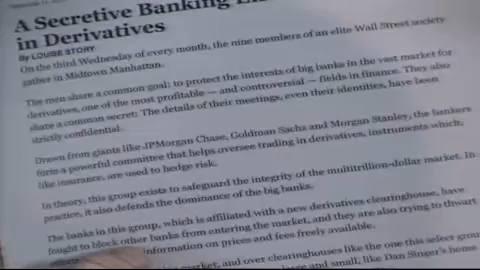 A Secretive Banking
in Derivatives
By LOUISE STORY
On the third Wednesday of every month, the nine members of an elite Wall Street society
gather in Midtown Manhattan.
The men share a common goal: to protect the interests of big banks in the vast market for
derivatives, one of the most profitable — and controversial — fields in finance. They also
share a common secret: The details of their meetings, even their identities, have been
strictly confidential.
Drawn from giants like JPMorgan Chase, Goldman Sachs and Morgan Stanley, the bankers
form a powerful committee that helps oversee trading in derivatives, instruments which,
like insurance, are used to hedge risk.
In theory, this group exists to safeguard the integrity of the multitrillion-dollar market. In
practice, it also defends the dominance of the big banks.
The banks in this group, which is affiliated with a new derivatives clearinghouse, have
fought to block other banks from entering the market, and they are also trying to thwart
information on prices and fees freely available.
market, and over clearinghouses like the one this select group
and small, like Dan Singer's home